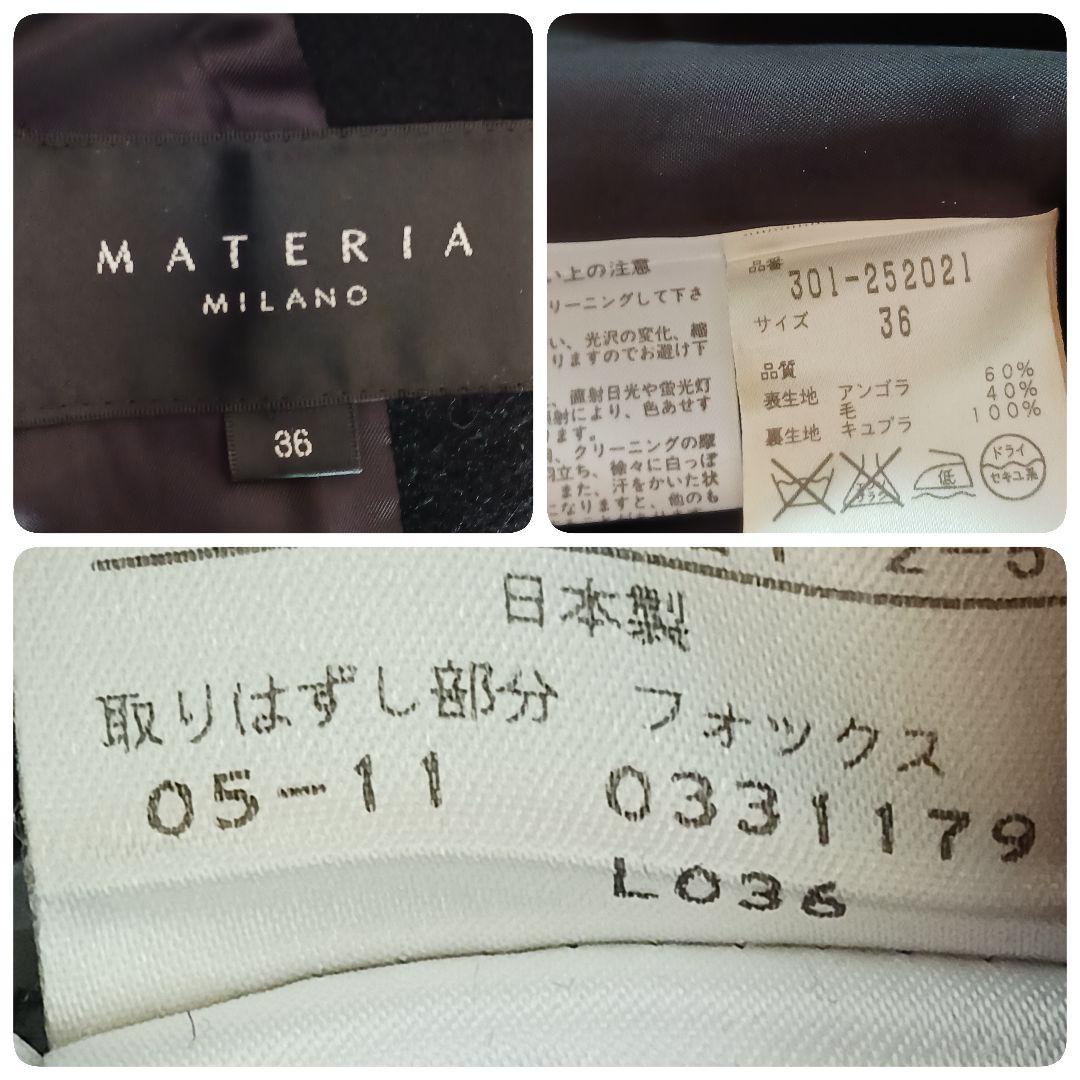 MATERIA
MILANO
36
い上の注意
リーニングして下さ
い、光沢の変化、縮
りますのでお避け下
、直射日光や蛍光灯
射により、色あせす
ります。
、クリーニングの摩
立ち、徐々に白っぽ
また、汗をかいた状
になりますと、他のも
品番 301-252021
サイズ 36
品質
表生地 アンゴラ 60%
毛 40%
裏生地 キュプラ 100%
低
ドライ
セキユ系
2-5
日本製
取りはずし部分 フォックス
05-11 0331179
L036